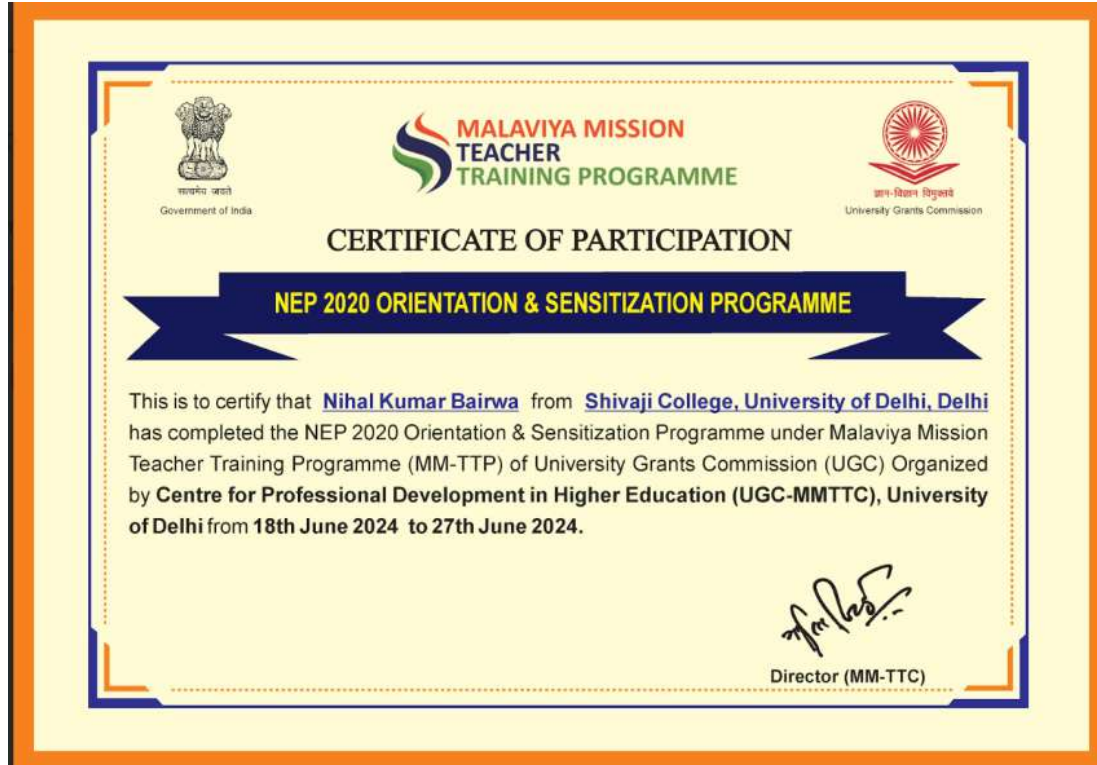 MALAVIYA MISSION
TEACHER
TRAINING PROGRAMME
सत्यमेव जयते
Government of India
ज्ञान-विज्ञान विमुक्तये
University Grants Commission
CERTIFICATE OF PARTICIPATION
NEP 2020 ORIENTATION & SENSITIZATION PROGRAMME
This is to certify that Nihal Kumar Bairwa from Shivaji College, University of Delhi, Delhi
has completed the NEP 2020 Orientation & Sensitization Programme under Malaviya Mission
Teacher Training Programme (MM-TTP) of University Grants Commission (UGC) Organized
by Centre for Professional Development in Higher Education (UGC-MMTTC), University
of Delhi from 18th June 2024 to 27th June 2024.
Director (MM-TTC)